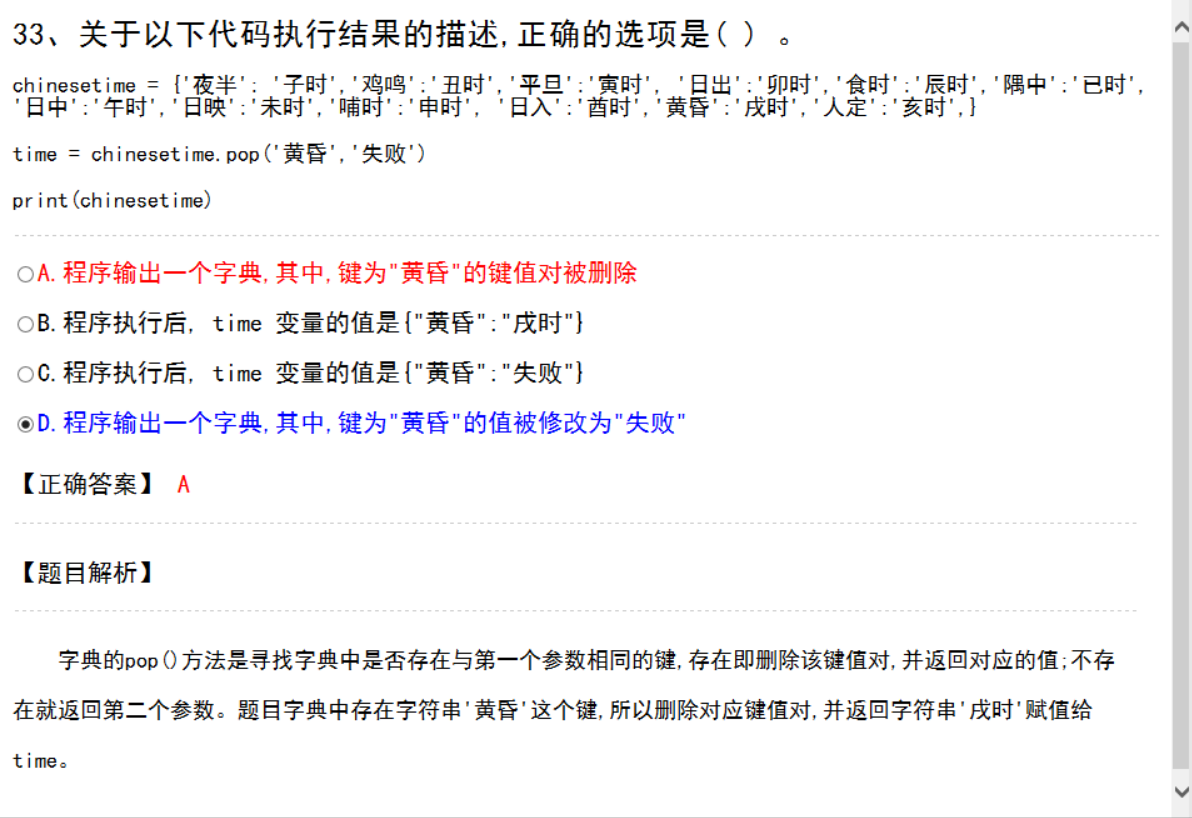 33、关于以下代码执行结果的描述,正确的选项是( ) 。
chinesetime = {'夜半': '子时','鸡鸣':'丑时','平旦':'寅时', '日出':'卯时','食时':'辰时','隅中':'已时',
'日中':'午时','日映':'未时','哺时':'申时', '日入':'酋时','黄昏':'戌时','人定':'亥时',}
time = chinesetime.pop('黄昏','失败')
print(chinesetime)
A.程序输出一个字典,其中,键为"黄昏"的键值对被删除
B.程序执行后, time 变量的值是{"黄昏":"戌时"}
C.程序执行后, time 变量的值是{"黄昏":"失败"}
D.程序输出一个字典,其中,键为"黄昏"的值被修改为"失败"
【正确答案】 A
【题目解析】
字典的pop()方法是寻找字典中是否存在与第一个参数相同的键,存在即删除该键值对,并返回对应的值;不存
在就返回第二个参数。题目字典中存在字符串'黄昏'这个键,所以删除对应键值对,并返回字符串'戌时'赋值给
time。